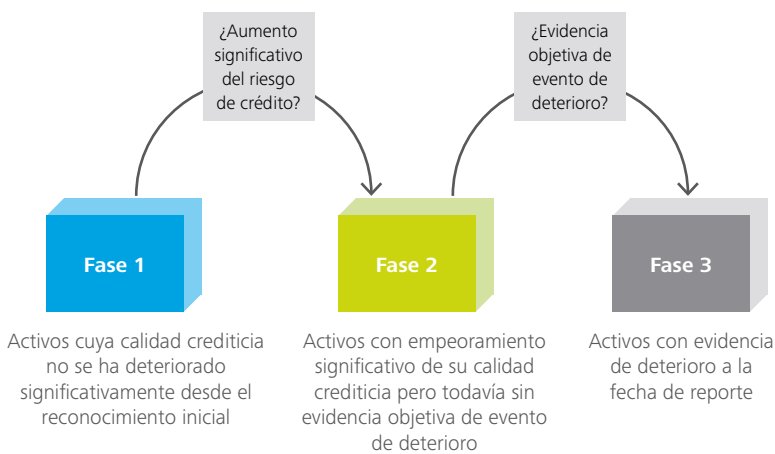 ¿Aumento
significativo
del riesgo
de crédito?
¿Evidencia
objetiva de
evento de
deterioro?
Fase 1
Fase 2
Fase 3
Activos cuya calidad crediticia
no se ha deteriorado
significativamente desde el
reconocimiento inicial
Activos con empeoramiento
significativo de su calidad
crediticia pero todavía sin
evidencia objetiva de evento
de deterioro
Activos con evidencia
de deterioro a la
fecha de reporte